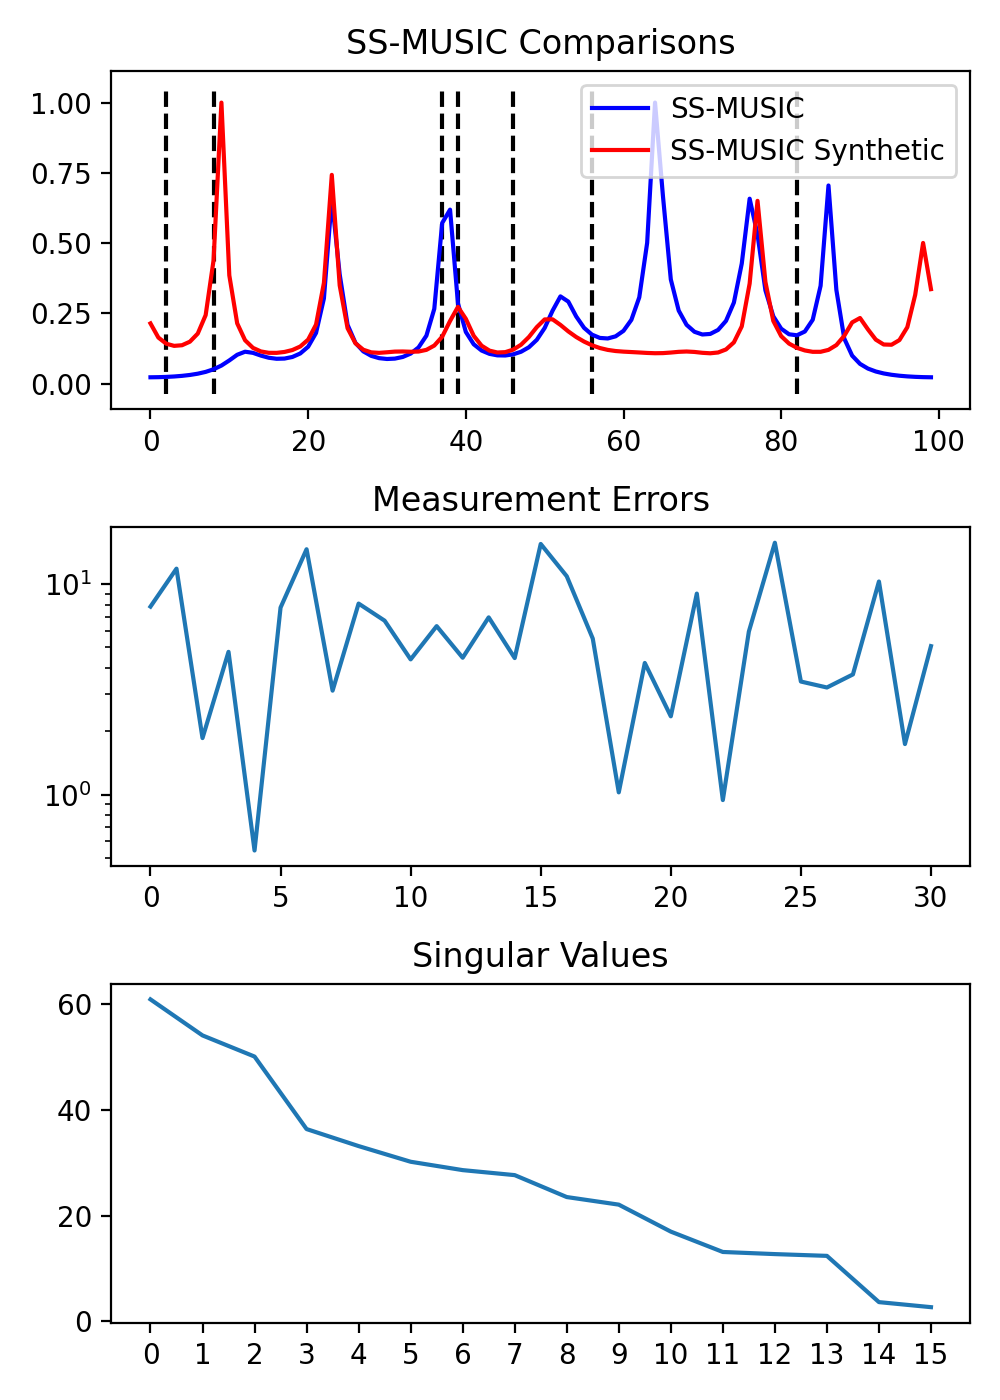 SS-MUSIC Comparisons
1.00
0.75
0.50
0.25
0.00
SS-MUSIC
SS-MUSIC Synthetic
0 20 40 60 80 100
Measurement Errors
10¹
10⁰
0 5 10 15 20 25 30
Singular Values
60
40
20
0
0 1 2 3 4 5 6 7 8 9 10 11 12 13 14 15